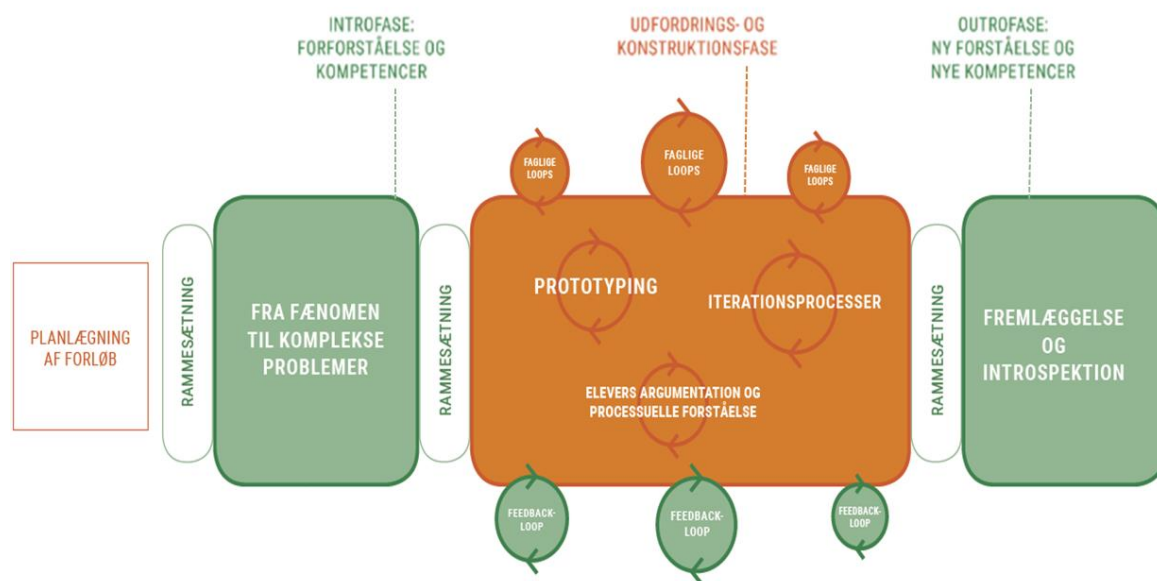 INTROFASE:
FORFORSTÅELSE OG
KOMPETENCER
UDFORDRINGS- OG
KONSTRUKTIONSFASE
OUTROFASE:
NY FORSTÅELSE OG
NYE KOMPETENCER
PLANLÆGNING
AF FORLØB
RAMMESÆTNING
FRA FÆNOMEN
TIL KOMPLEKSE
PROBLEMER
RAMMESÆTNING
FAGLIGE
LOOPS
FAGLIGE
LOOPS
FAGLIGE
LOOPS
PROTOTYPING
ITERATIONSPROCESSER
ELEVERS ARGUMENTATION OG
PROCESSUELLE FORSTÅELSE
FEEDBACK-
LOOP
FEEDBACK-
LOOP
FEEDBACK-
LOOP
RAMMESÆTNING
FREMLÆGGELSE
OG
INTROSPEKTION